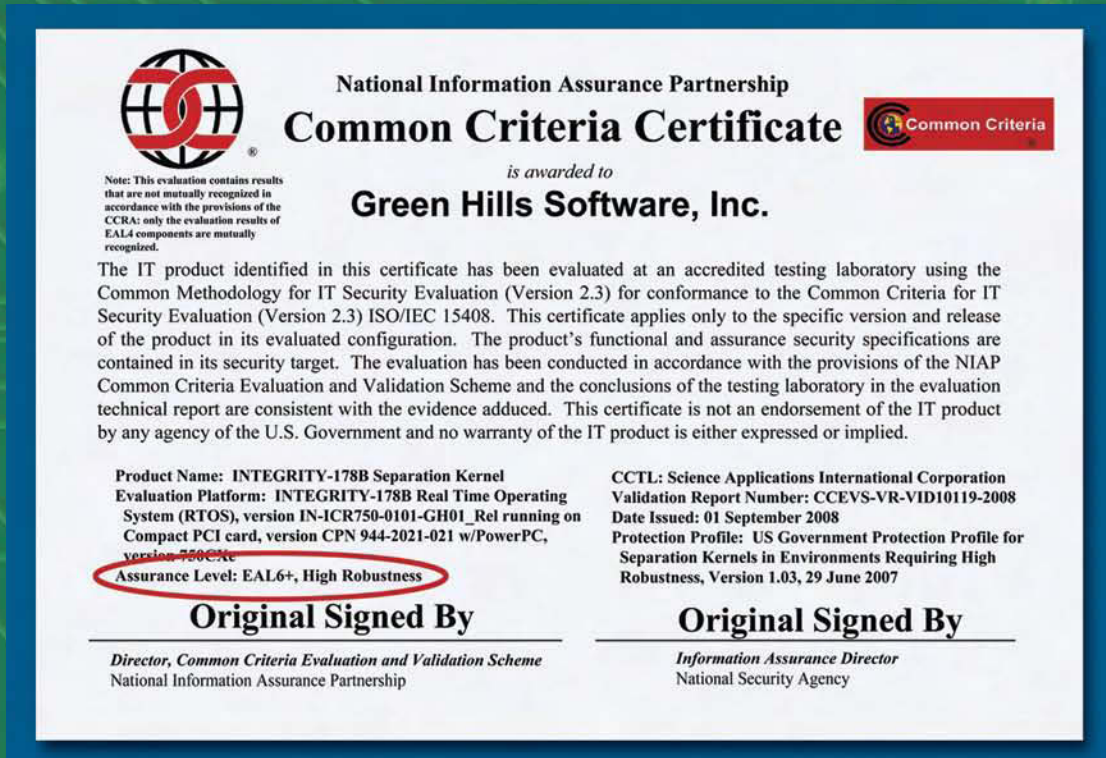 National Information Assurance Partnership
Common Criteria Certificate
®
Common Criteria
®
is awarded to
Green Hills Software, Inc.
Note: This evaluation contains results
that are not mutually recognized in
accordance with the provisions of the
CCRA: only the evaluation results of
EAL4 components are mutually
recognized.
The IT product identified in this certificate has been evaluated at an accredited testing laboratory using the
Common Methodology for IT Security Evaluation (Version 2.3) for conformance to the Common Criteria for IT
Security Evaluation (Version 2.3) ISO/IEC 15408. This certificate applies only to the specific version and release
of the product in its evaluated configuration. The product's functional and assurance security specifications are
contained in its security target. The evaluation has been conducted in accordance with the provisions of the NIAP
Common Criteria Evaluation and Validation Scheme and the conclusions of the testing laboratory in the evaluation
technical report are consistent with the evidence adduced. This certificate is not an endorsement of the IT product
by any agency of the U.S. Government and no warranty of the IT product is either expressed or implied.
Product Name: INTEGRITY-178B Separation Kernel
Evaluation Platform: INTEGRITY-178B Real Time Operating
System (RTOS), version IN-ICR750-0101-GH01_Rel running on
Compact PCI card, version CPN 944-2021-021 w/PowerPC,
version 750CXe
Assurance Level: EAL6+, High Robustness
CCTL: Science Applications International Corporation
Validation Report Number: CCEVS-VR-VID10119-2008
Date Issued: 01 September 2008
Protection Profile: US Government Protection Profile for
Separation Kernels in Environments Requiring High
Robustness, Version 1.03, 29 June 2007
Original Signed By
Director, Common Criteria Evaluation and Validation Scheme
National Information Assurance Partnership
Original Signed By
Information Assurance Director
National Security Agency